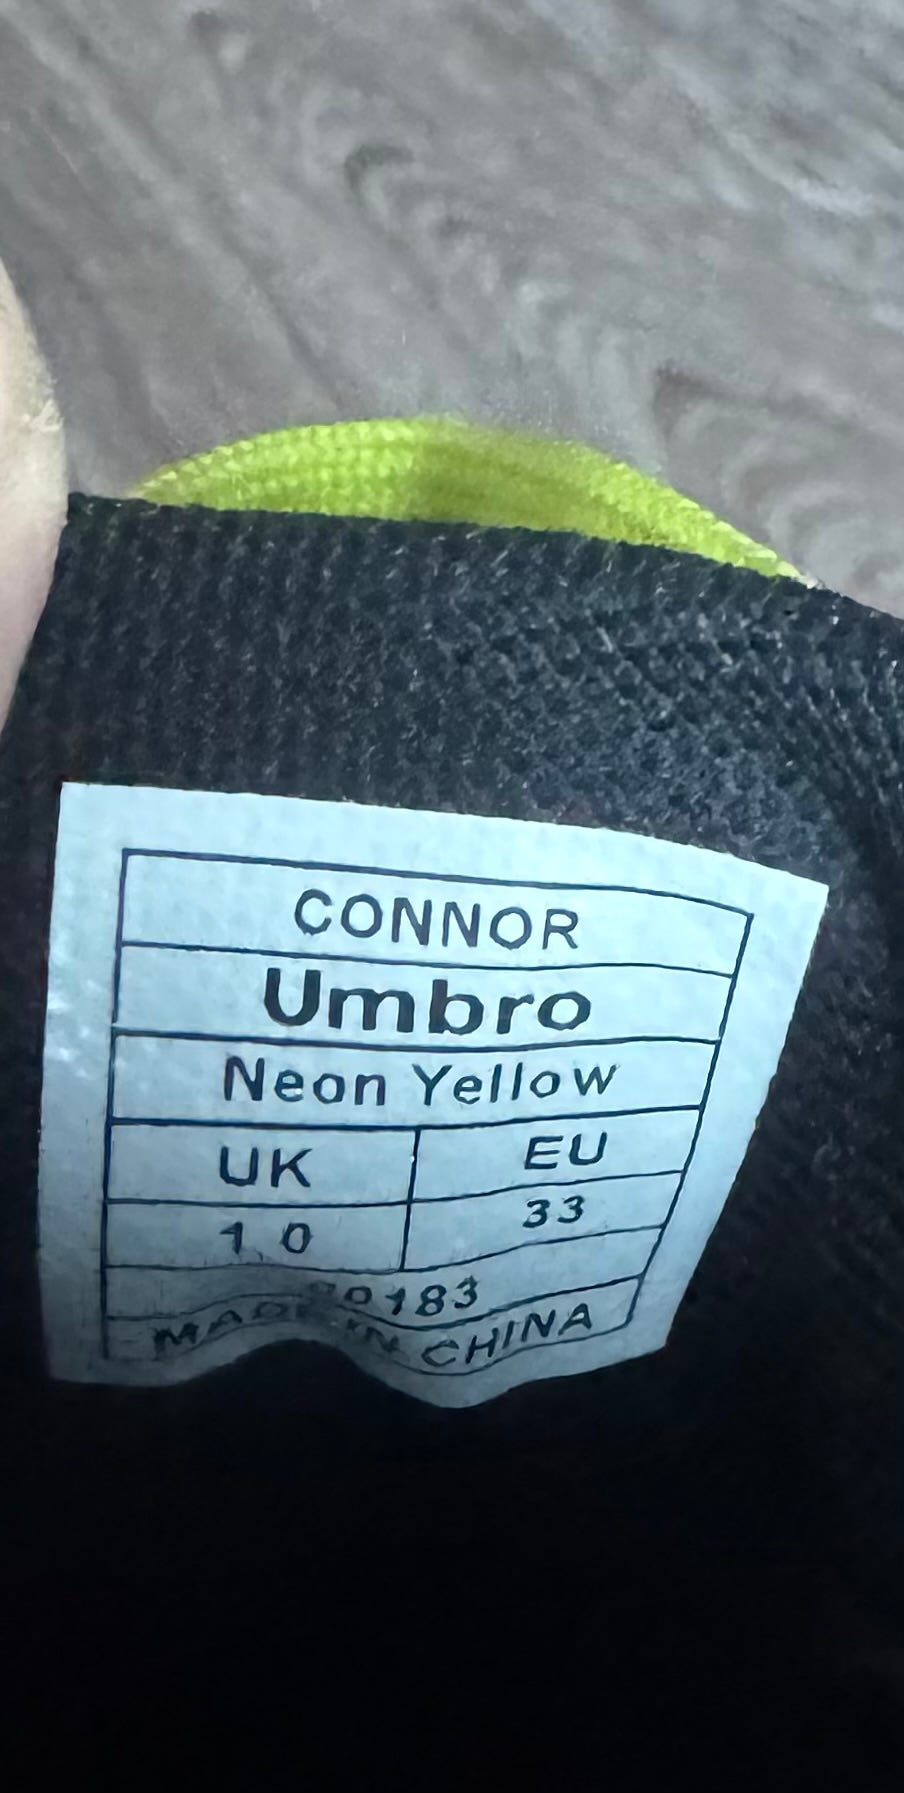 CONNOR
Umbro
Neon Yellow
UK EU
10 33
MADE IN CHINA